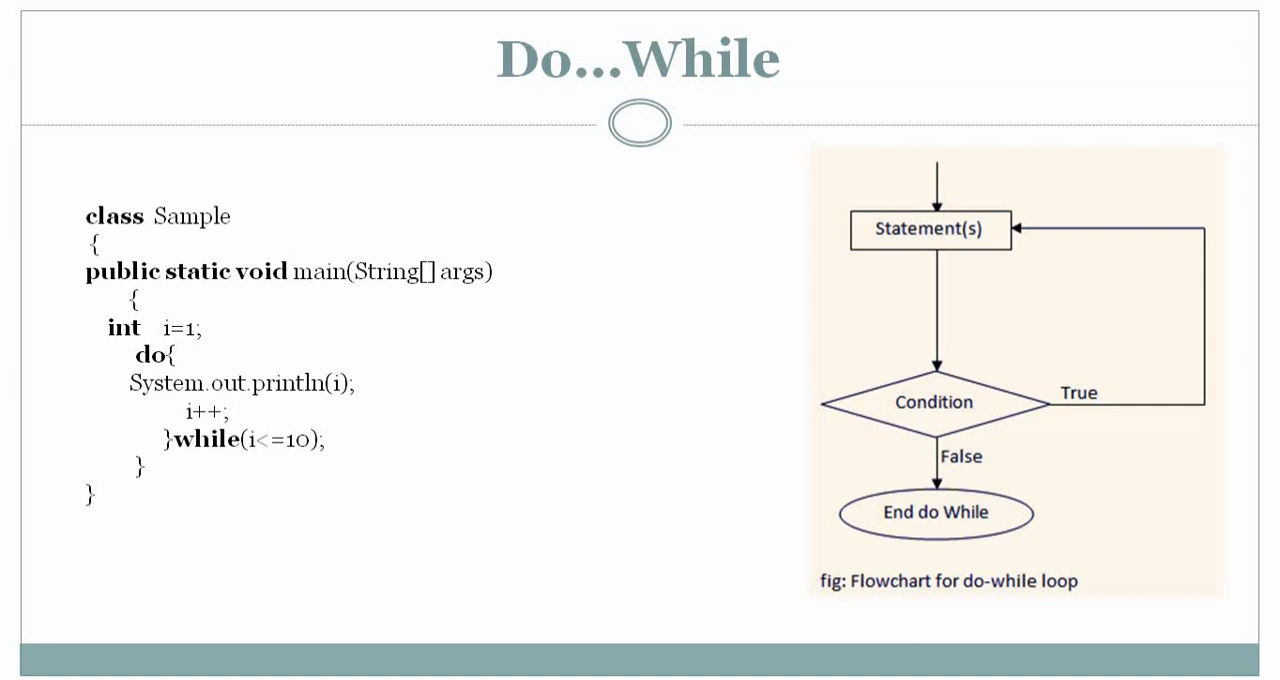 Do...While
class Sample
{
public static void main(String[] args)
{
int i=1;
do{
System.out.println(i);
i++;
}while(i<=10);
}
}
Statement(s)
Condition
True
False
End do While
fig: Flowchart for do-while loop